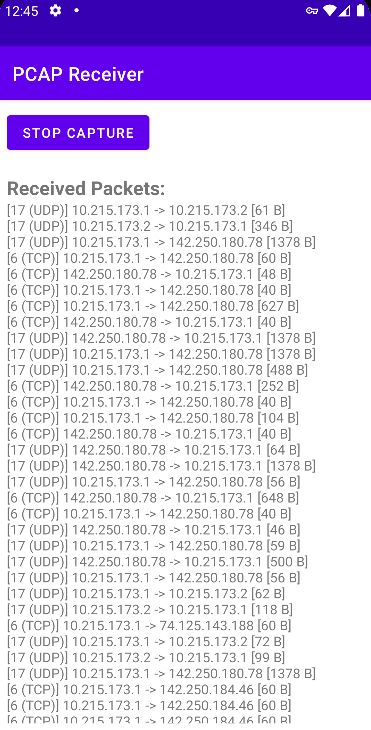 12:45
PCAP Receiver
STOP CAPTURE
Received Packets:
[17 (UDP)] 10.215.173.1 -> 10.215.173.2 [61 B]
[17 (UDP)] 10.215.173.2 -> 10.215.173.1 [346 B]
[17 (UDP)] 10.215.173.1 -> 142.250.180.78 [1378 B]
[6 (TCP)] 10.215.173.1 -> 142.250.180.78 [60 B]
[6 (TCP)] 142.250.180.78 -> 10.215.173.1 [48 B]
[6 (TCP)] 10.215.173.1 -> 142.250.180.78 [40 B]
[6 (TCP)] 10.215.173.1 -> 142.250.180.78 [627 B]
[6 (TCP)] 142.250.180.78 -> 10.215.173.1 [40 B]
[17 (UDP)] 142.250.180.78 -> 10.215.173.1 [1378 B]
[17 (UDP)] 10.215.173.1 -> 142.250.180.78 [1378 B]
[17 (UDP)] 10.215.173.1 -> 142.250.180.78 [488 B]
[6 (TCP)] 142.250.180.78 -> 10.215.173.1 [252 B]
[6 (TCP)] 10.215.173.1 -> 142.250.180.78 [40 B]
[6 (TCP)] 10.215.173.1 -> 142.250.180.78 [104 B]
[6 (TCP)] 142.250.180.78 -> 10.215.173.1 [40 B]
[17 (UDP)] 142.250.180.78 -> 10.215.173.1 [64 B]
[17 (UDP)] 142.250.180.78 -> 10.215.173.1 [1378 B]
[17 (UDP)] 10.215.173.1 -> 142.250.180.78 [56 B]
[6 (TCP)] 142.250.180.78 -> 10.215.173.1 [648 B]
[6 (TCP)] 10.215.173.1 -> 142.250.180.78 [40 B]
[17 (UDP)] 142.250.180.78 -> 10.215.173.1 [46 B]
[17 (UDP)] 10.215.173.1 -> 142.250.180.78 [59 B]
[17 (UDP)] 142.250.180.78 -> 10.215.173.1 [500 B]
[17 (UDP)] 10.215.173.1 -> 142.250.180.78 [56 B]
[17 (UDP)] 10.215.173.1 -> 10.215.173.2 [62 B]
[17 (UDP)] 10.215.173.2 -> 10.215.173.1 [118 B]
[6 (TCP)] 10.215.173.1 -> 74.125.143.188 [60 B]
[17 (UDP)] 10.215.173.1 -> 10.215.173.2 [72 B]
[17 (UDP)] 10.215.173.2 -> 10.215.173.1 [99 B]
[17 (UDP)] 10.215.173.1 -> 142.250.180.78 [1378 B]
[6 (TCP)] 10.215.173.1 -> 142.250.184.46 [60 B]
[6 (TCP)] 10.215.173.1 -> 142.250.184.46 [60 B]
[6 (TCP)] 10.215.173.1 -> 142.250.184.46 [60 B]